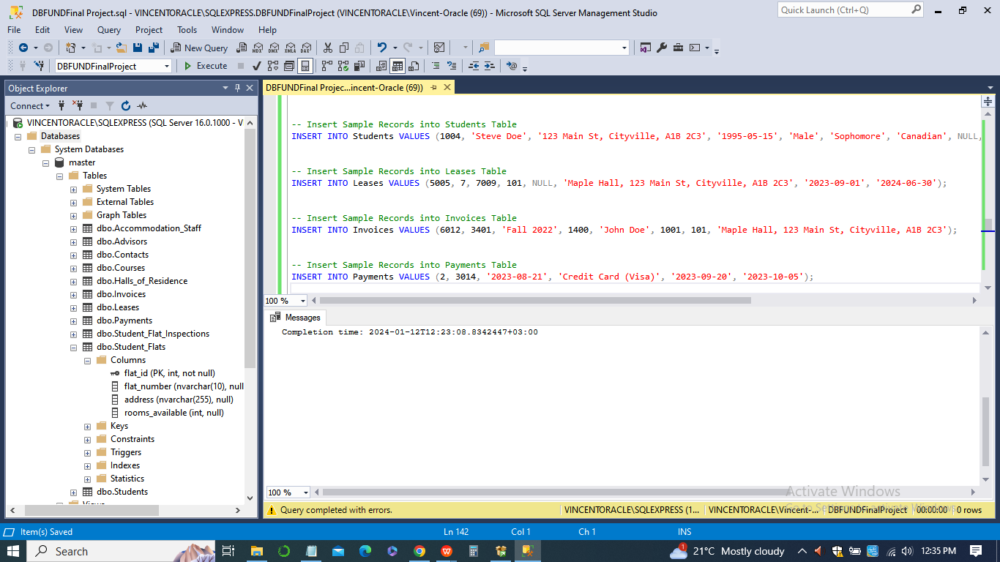 DBFUNDFinal Project.sql - VINCENTORACLE\SQLEXPRESS.DBFUNDFinalProject (VINCENTORACLE\Vincent-Oracle (69)) - Microsoft SQL Server Management Studio
Quick Launch (Ctrl+Q)
File Edit View Query Project Tools Window Help
New Query MDX DMX XMLA DAX
DBFUNDFinalProject Execute
Object Explorer
DBFUNDFinal Projec...incent-Oracle (69))
Connect
VINCENTORACLE\SQLEXPRESS (SQL Server 16.0.1000 - V
Databases
System Databases
master
Tables
System Tables
External Tables
Graph Tables
dbo.Accommodation_Staff
dbo.Advisors
dbo.Contacts
dbo.Courses
dbo.Halls_of_Residence
dbo.Invoices
dbo.Leases
dbo.Payments
dbo.Student_Flat_Inspections
dbo.Student_Flats
Columns
flat_id (PK, int, not null)
flat_number (nvarchar(10), null
address (nvarchar(255), null)
rooms_available (int, null)
Keys
Constraints
Triggers
Indexes
Statistics
dbo.Students
Views
-- Insert Sample Records into Students Table
INSERT INTO Students VALUES (1004, 'Steve Doe', '123 Main St, Cityville, A1B 2C3', '1995-05-15', 'Male', 'Sophomore', 'Canadian', NULL,
-- Insert Sample Records into Leases Table
INSERT INTO Leases VALUES (5005, 7, 7009, 101, NULL, 'Maple Hall, 123 Main St, Cityville, A1B 2C3', '2023-09-01', '2024-06-30');
-- Insert Sample Records into Invoices Table
INSERT INTO Invoices VALUES (6012, 3401, 'Fall 2022', 1400, 'John Doe', 1001, 101, 'Maple Hall, 123 Main St, Cityville, A1B 2C3');
-- Insert Sample Records into Payments Table
INSERT INTO Payments VALUES (2, 3014, '2023-08-21', 'Credit Card (Visa)', '2023-09-20', '2023-10-05');
100 %
Messages
Completion time: 2024-01-12T12:23:08.8342447+03:00
100 %
Activate Windows
Go to Settings to activate Windows.
Query completed with errors. VINCENTORACLE\SQLEXPRESS (1... VINCENTORACLE\Vincent-... DBFUNDFinalProject 00:00:00 0 rows
Item(s) Saved Ln 142 Col 1 Ch 1 INS
Search 1 21°C Mostly cloudy 12:35 PM